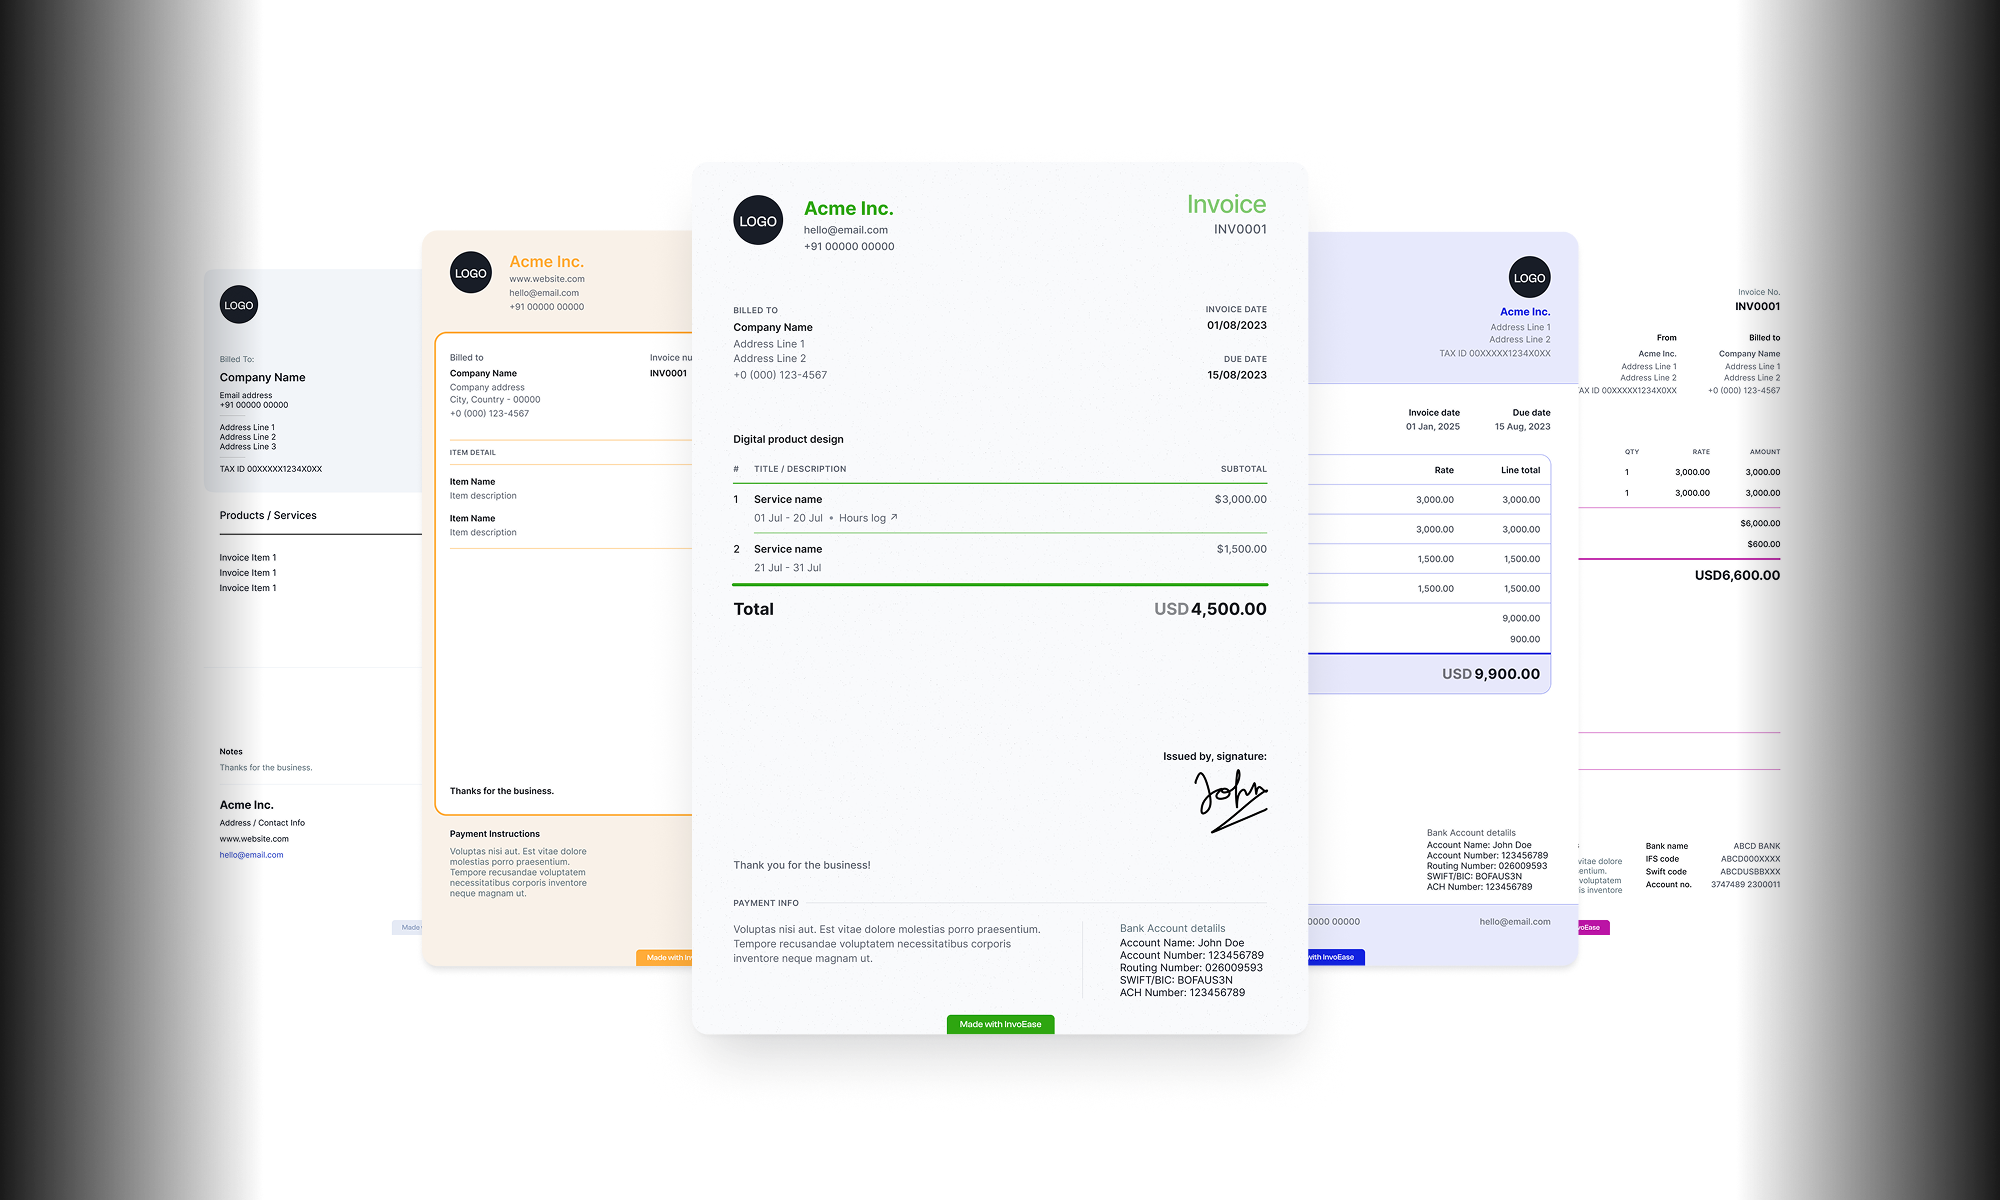 LOGO
Billed To:
Company Name
Email address
+91 00000 00000
Address Line 1
Address Line 2
Address Line 3
TAX ID 00XXXXX1234X0XX
Products / Services
Invoice Item 1
Invoice Item 1
Invoice Item 1
Notes
Thanks for the business.
Acme Inc.
Address / Contact Info
www.website.com
hello@email.com
Made
LOGO
Acme Inc.
www.website.com
hello@email.com
+91 00000 00000
Billed to
Invoice nu
Company Name
INV0001
Company address
City, Country - 00000
+0 (000) 123-4567
ITEM DETAIL
Item Name
Item description
Item Name
Item description
Thanks for the business.
Payment Instructions
Voluptas nisi aut. Est vitae dolore
molestias porro praesentium.
Tempore recusandae voluptatem
necessitatibus corporis inventore
neque magnam ut.
Made with In
LOGO
Acme Inc.
hello@email.com
+91 00000 00000
Invoice
INV0001
BILLED TO
Company Name
Address Line 1
Address Line 2
+0 (000) 123-4567
INVOICE DATE
01/08/2023
DUE DATE
15/08/2023
Digital product design
# TITLE / DESCRIPTION SUBTOTAL
1 Service name $3,000.00
01 Jul - 20 Jul • Hours log ↗
2 Service name $1,500.00
21 Jul - 31 Jul
Total USD 4,500.00
Issued by, signature:
John
Thank you for the business!
PAYMENT INFO
Voluptas nisi aut. Est vitae dolore molestias porro praesentium.
Tempore recusandae voluptatem necessitatibus corporis
inventore neque magnam ut.
Bank Account detalils
Account Name: John Doe
Account Number: 123456789
Routing Number: 026009593
SWIFT/BIC: BOFAUS3N
ACH Number: 123456789
Made with InvoEase
LOGO
Acme Inc.
Address Line 1
Address Line 2
TAX ID 00XXXXX1234X0XX
Invoice date Due date
01 Jan, 2025 15 Aug, 2023
Rate Line total
3,000.00 3,000.00
3,000.00 3,000.00
1,500.00 1,500.00
1,500.00 1,500.00
9,000.00
900.00
USD 9,900.00
Bank Account detalils
Account Name: John Doe
Account Number: 123456789
Routing Number: 026009593
SWIFT/BIC: BOFAUS3N
ACH Number: 123456789
0000 00000 hello@email.com
with InvoEase
Invoice No.
INV0001
From Billed to
Acme Inc. Company Name
Address Line 1 Address Line 1
Address Line 2 Address Line 2
AX ID 00XXXXX1234X0XX +0 (000) 123-4567
QTY RATE AMOUNT
1 3,000.00 3,000.00
1 3,000.00 3,000.00
$6,000.00
$600.00
USD6,600.00
s
vitae dolore
entium.
voluptatem
is inventore
Bank name ABCD BANK
IFS code ABCD000XXXX
Swift code ABCDUSBBXXX
Account no. 3747489 2300011
voEase